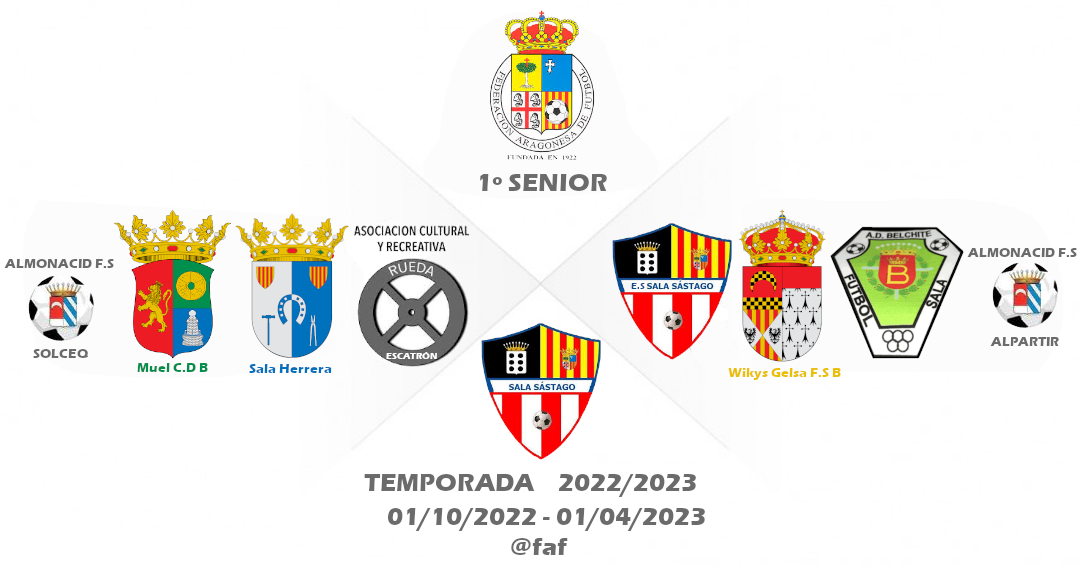 FEDERACIÓN ARAGONESA DE FUTBOL
FUNDADA EN 1922
1º SENIOR
ALMONACID F.S
SOLCEQ
Muel C.D B
Sala Herrera
ASOCIACION CULTURAL
Y RECREATIVA
RUEDA
ESCATRÓN
SALA SÁSTAGO
E.S SALA SÁSTAGO
Wikys Gelsa F.S B
A.D. BELCHITE
B
FUTBOL
SALA
ALMONACID F.S
ALPARTIR
TEMPORADA 2022/2023
01/10/2022 - 01/04/2023
@faf